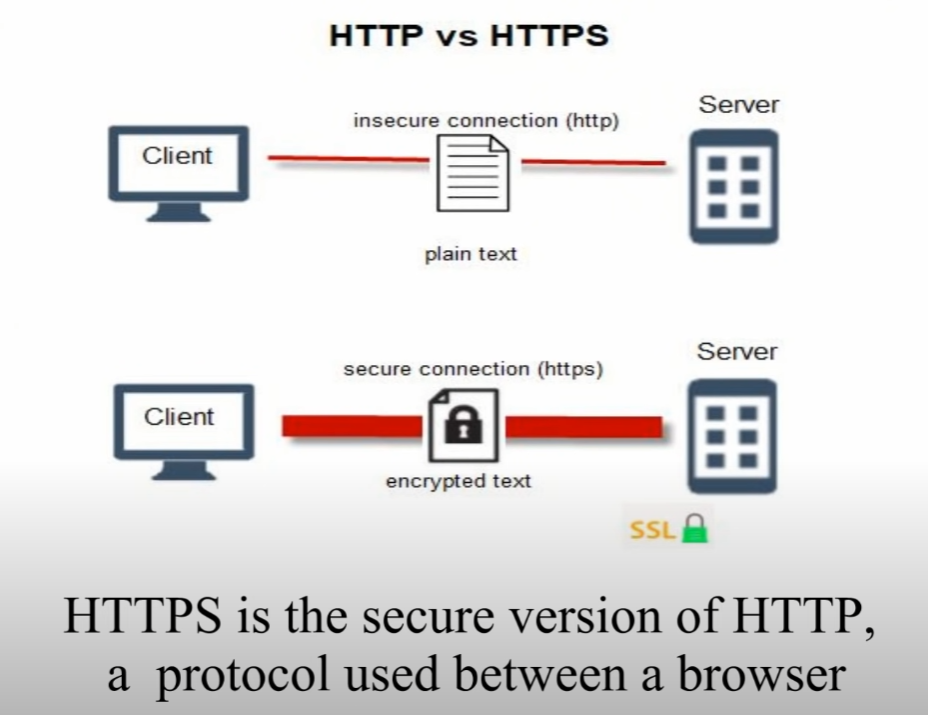 HTTP vs HTTPS
Server
insecure connection (http)
Client
plain text
Server
secure connection (https)
Client
encrypted text
SSL
HTTPS is the secure version of HTTP,
a protocol used between a browser